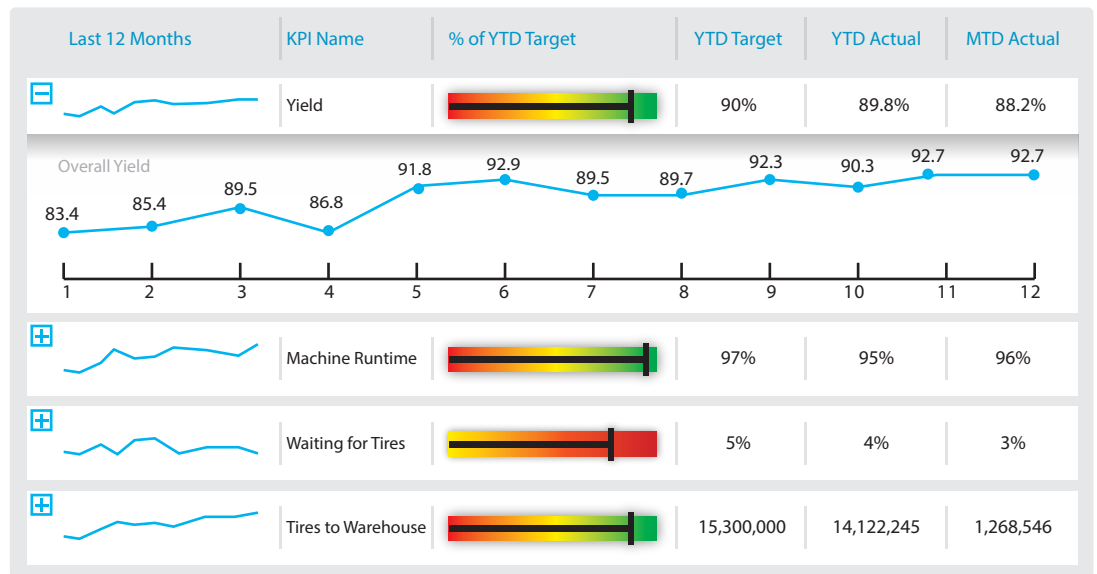 Last 12 Months KPI Name % of YTD Target YTD Target YTD Actual MTD Actual
Yield 90% 89.8% 88.2%
Overall Yield
83.4 85.4 89.5 86.8 91.8 92.9 89.5 89.7 92.3 90.3 92.7 92.7
1 2 3 4 5 6 7 8 9 10 11 12
Machine Runtime 97% 95% 96%
Waiting for Tires 5% 4% 3%
Tires to Warehouse 15,300,000 14,122,245 1,268,546